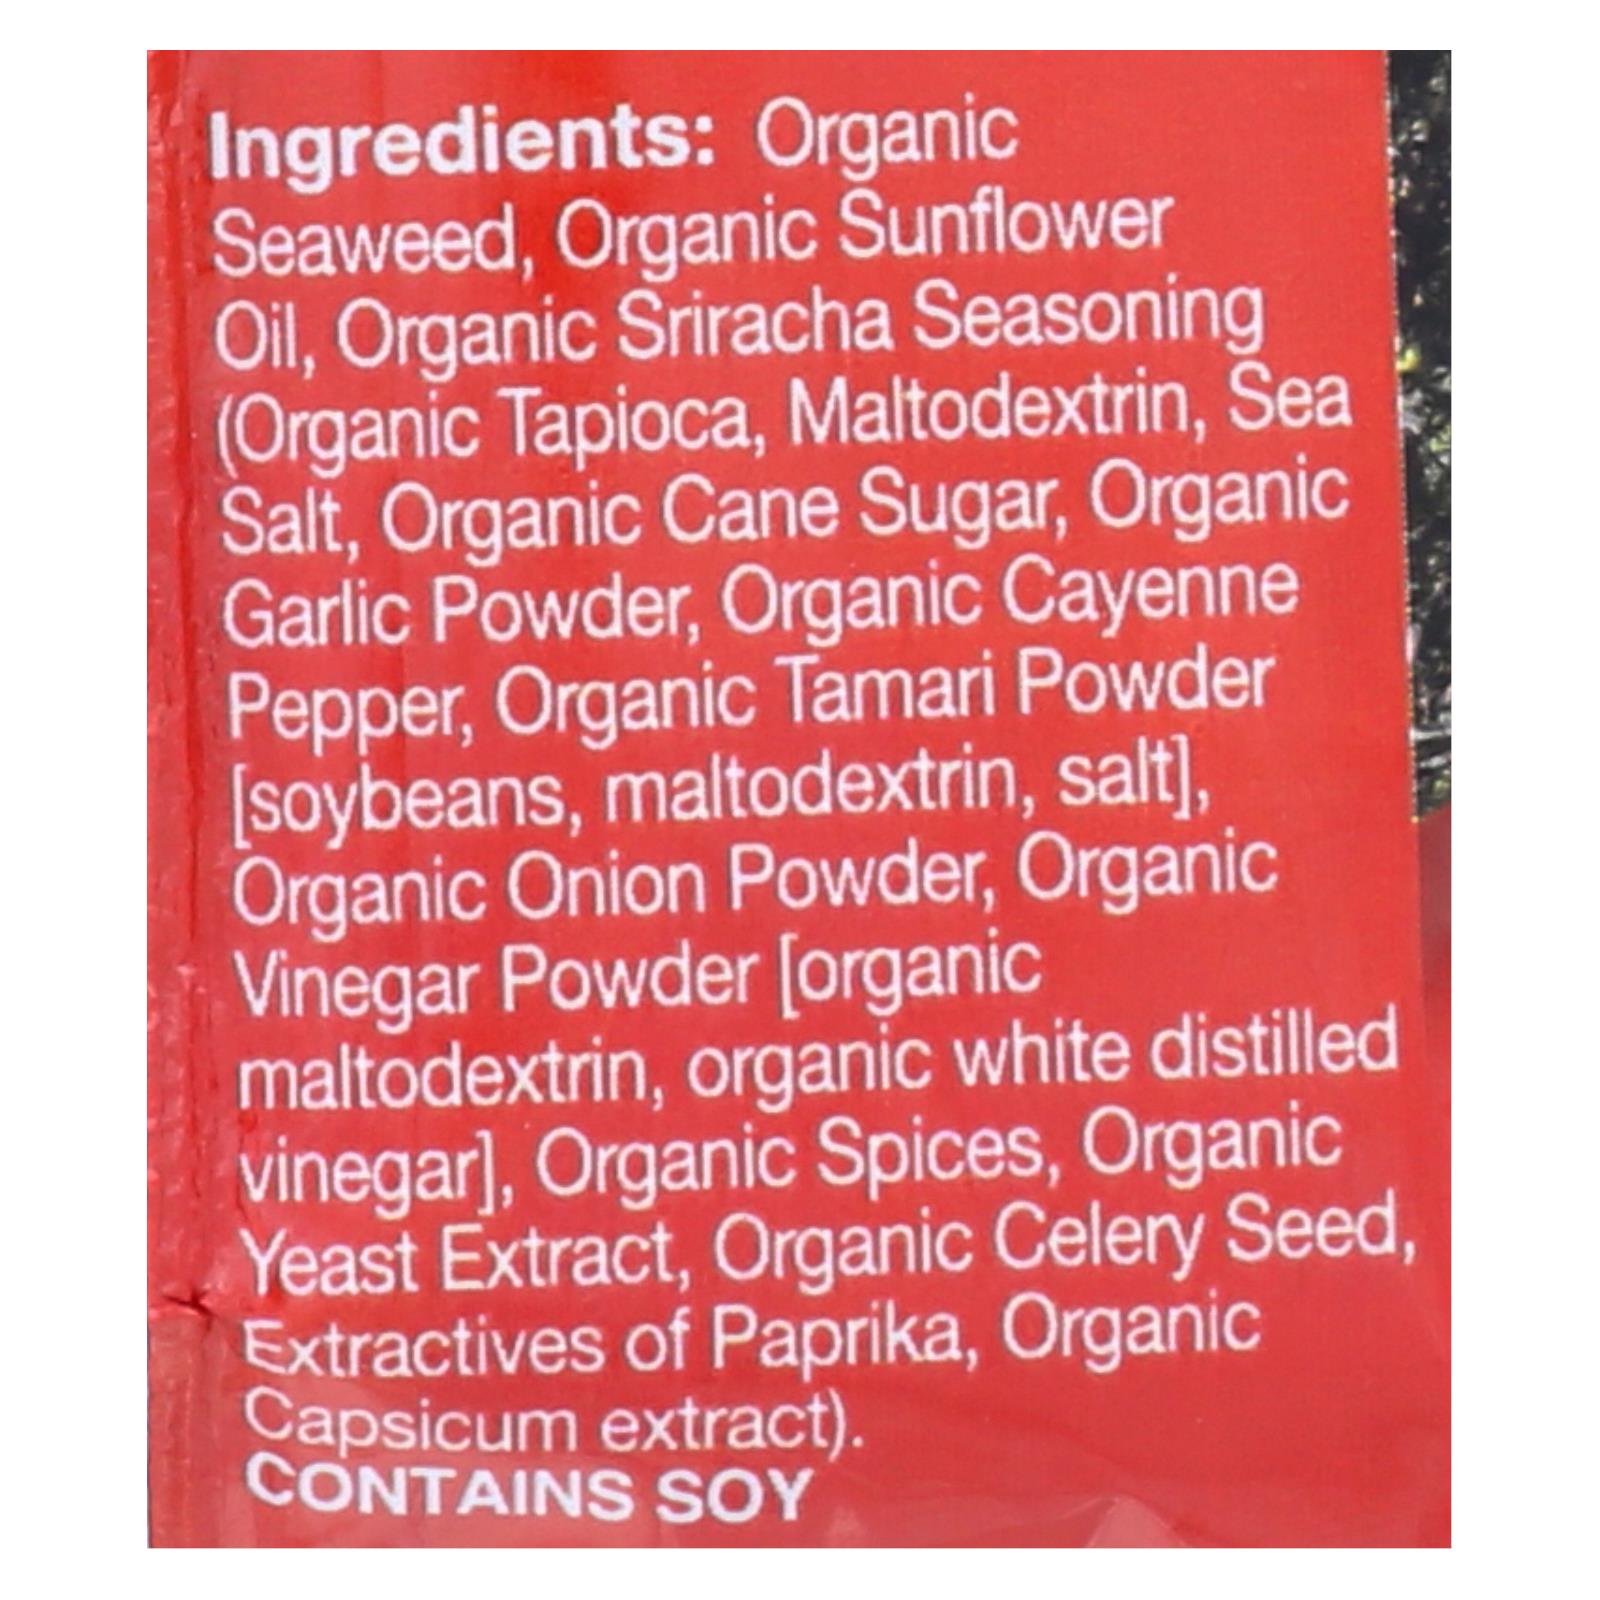 Ingredients: Organic
Seaweed, Organic Sunflower
Oil, Organic Sriracha Seasoning
(Organic Tapioca, Maltodextrin, Sea
Salt, Organic Cane Sugar, Organic
Garlic Powder, Organic Cayenne
Pepper, Organic Tamari Powder
[soybeans, maltodextrin, salt],
Organic Onion Powder, Organic
Vinegar Powder [organic
maltodextrin, organic white distilled
vinegar], Organic Spices, Organic
Yeast Extract, Organic Celery Seed,
Extractives of Paprika, Organic
Capsicum extract).
CONTAINS SOY